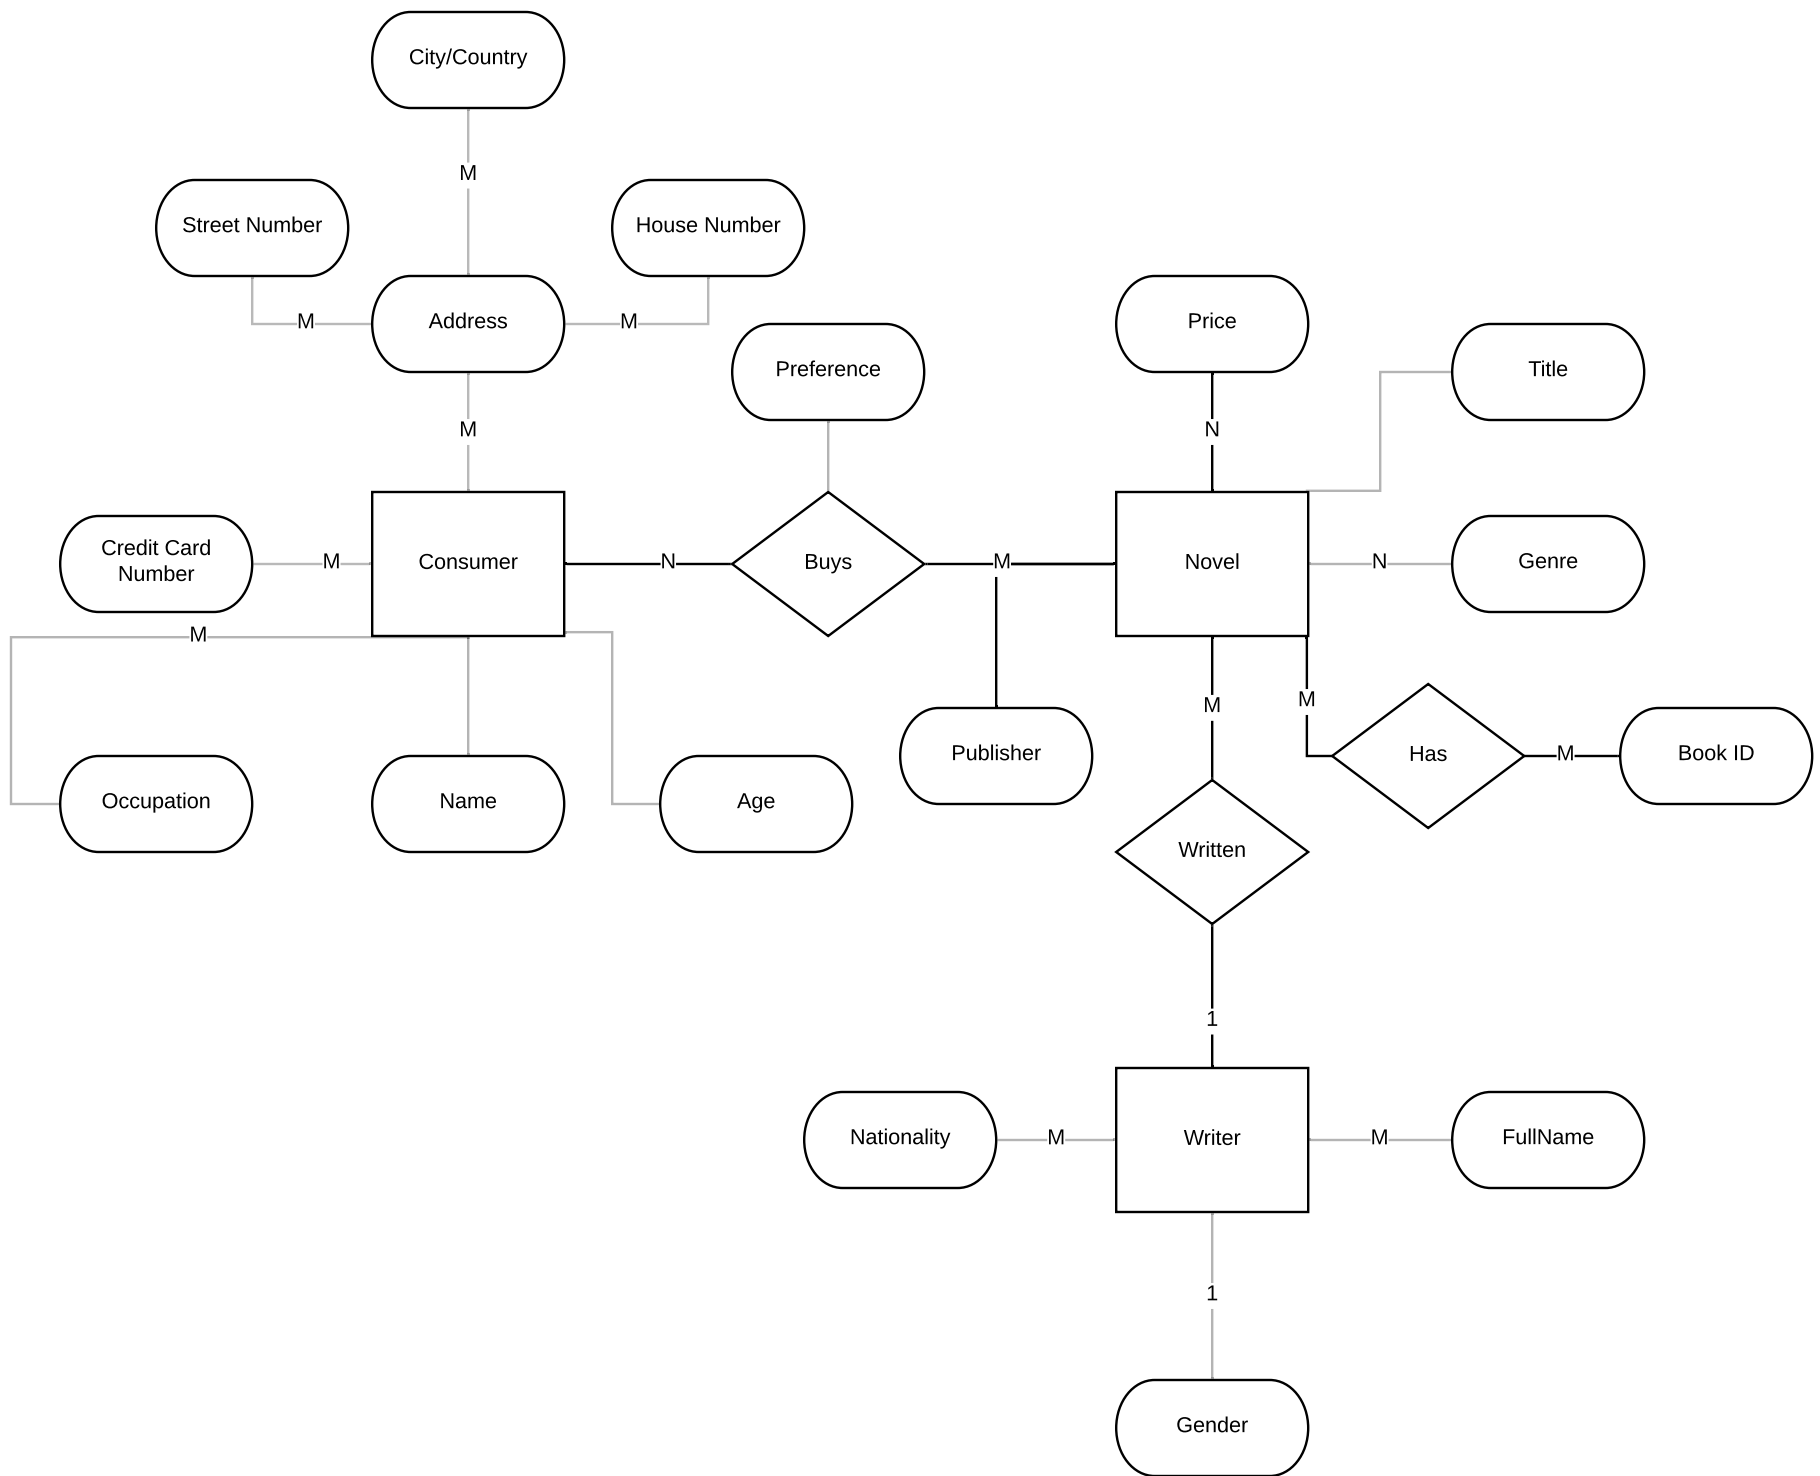 City/Country
M
Street Number
House Number
M
Address
M
Price
Preference
Title
M
N
Credit Card
Number
M
Consumer
N
Buys
M
Novel
N
Genre
M
M
M
Publisher
Has
M
Book ID
Occupation
Name
Age
Written
1
Nationality
M
Writer
M
FullName
1
Gender